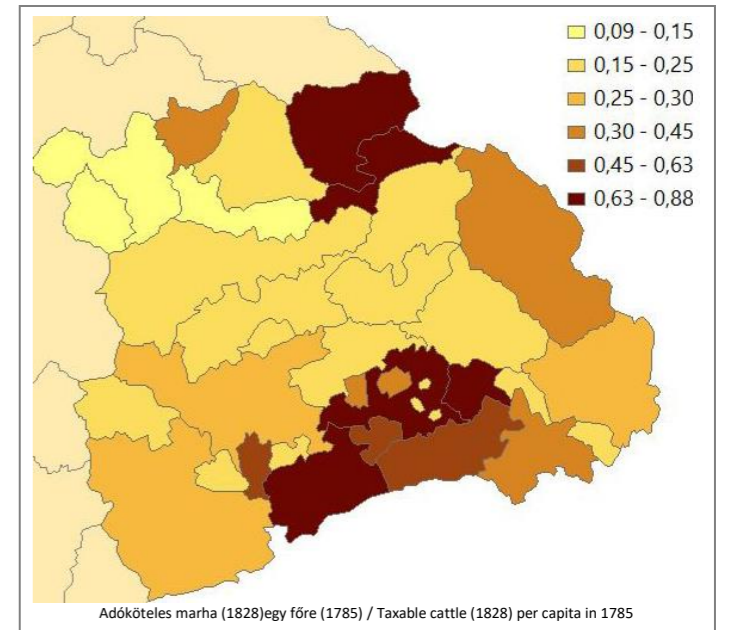 0,09 - 0,15
0,15 - 0,25
0,25 - 0,30
0,30 - 0,45
0,45 - 0,63
0,63 - 0,88
Adóköteles marha (1828)egy főre (1785) / Taxable cattle (1828) per capita in 1785